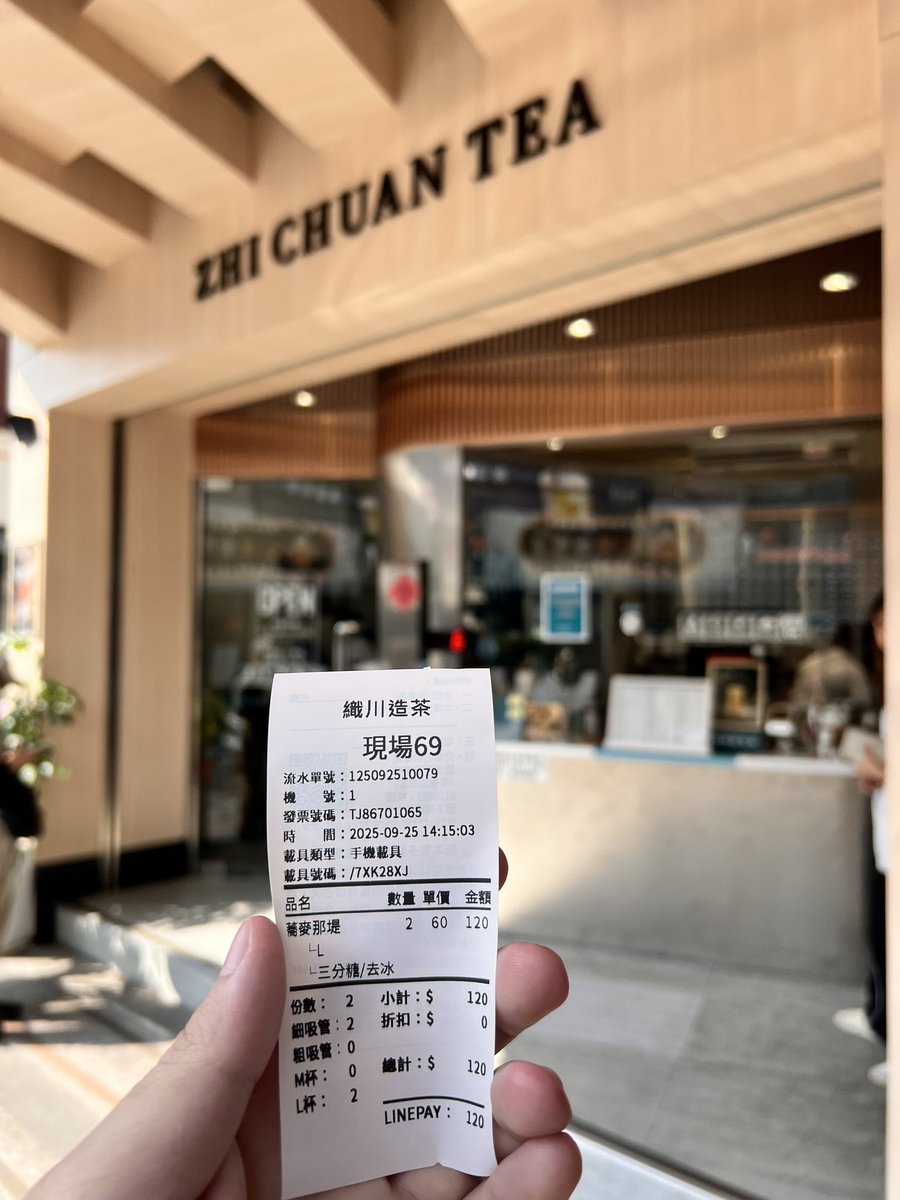 ZHI CHUAN TEA
OPEN
織川造茶
現場69
流水單號：125092510079
機　　號：1
發票號碼：TJ86701065
時　　間：2025-09-25 14:15:03
載具類型：手機載具
載具號碼：/7XK28XJ
品名 數量 單價 金額
蕎麥那堤 2 60 120
└L
└三分糖/去冰
份數： 2 小計：$ 120
細吸管：2 折扣：$ 0
粗吸管：0
M杯： 0 總計：$ 120
L杯： 2
LINEPAY： 120